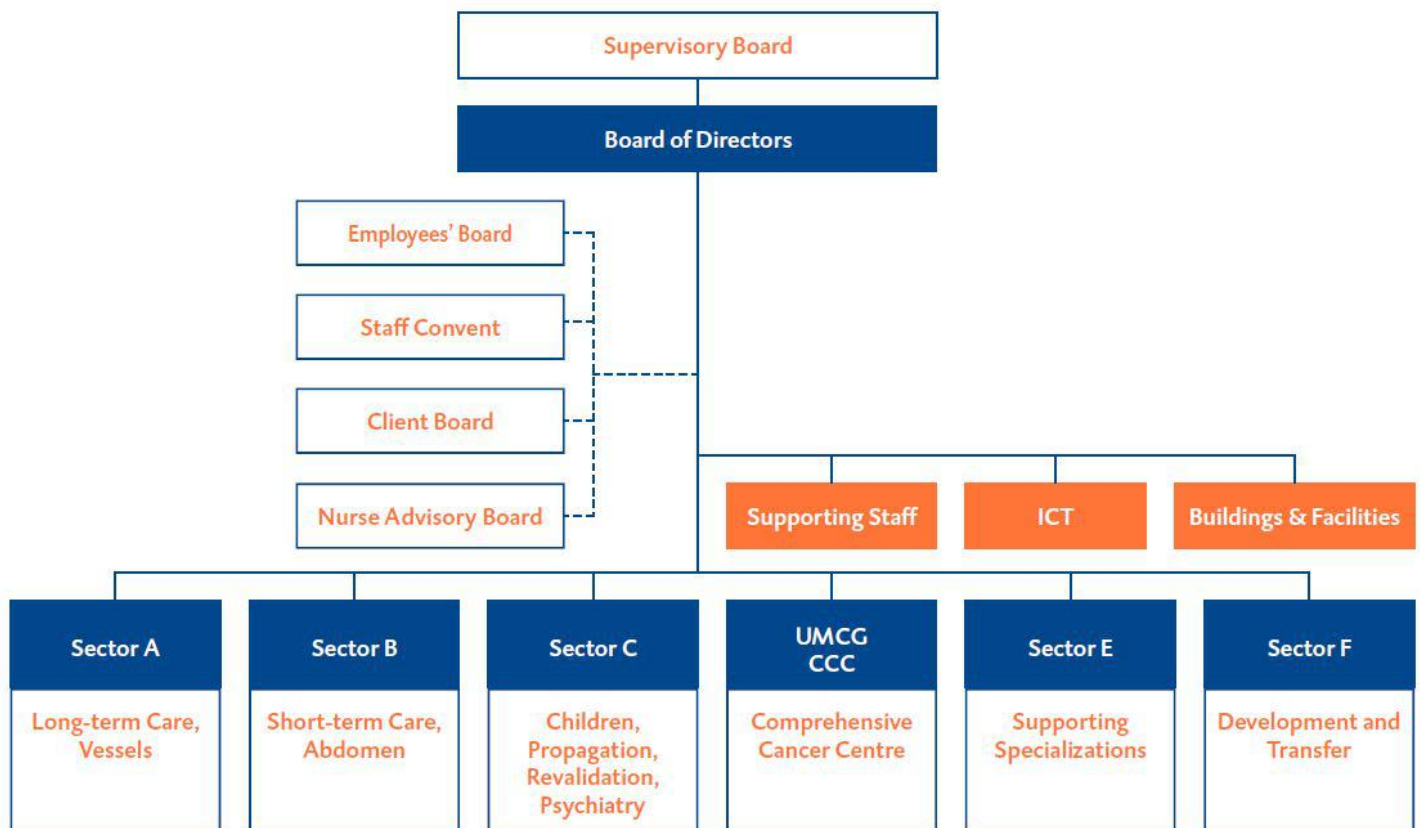 Supervisory Board
Board of Directors
Employees' Board
Staff Convent
Client Board
Nurse Advisory Board
Supporting Staff
ICT
Buildings & Facilities
Sector A
Long-term Care,
Vessels
Sector B
Short-term Care,
Abdomen
Sector C
Children,
Propagation,
Revalidation,
Psychiatry
UMCG
CCC
Comprehensive
Cancer Centre
Sector E
Supporting
Specializations
Sector F
Development and
Transfer